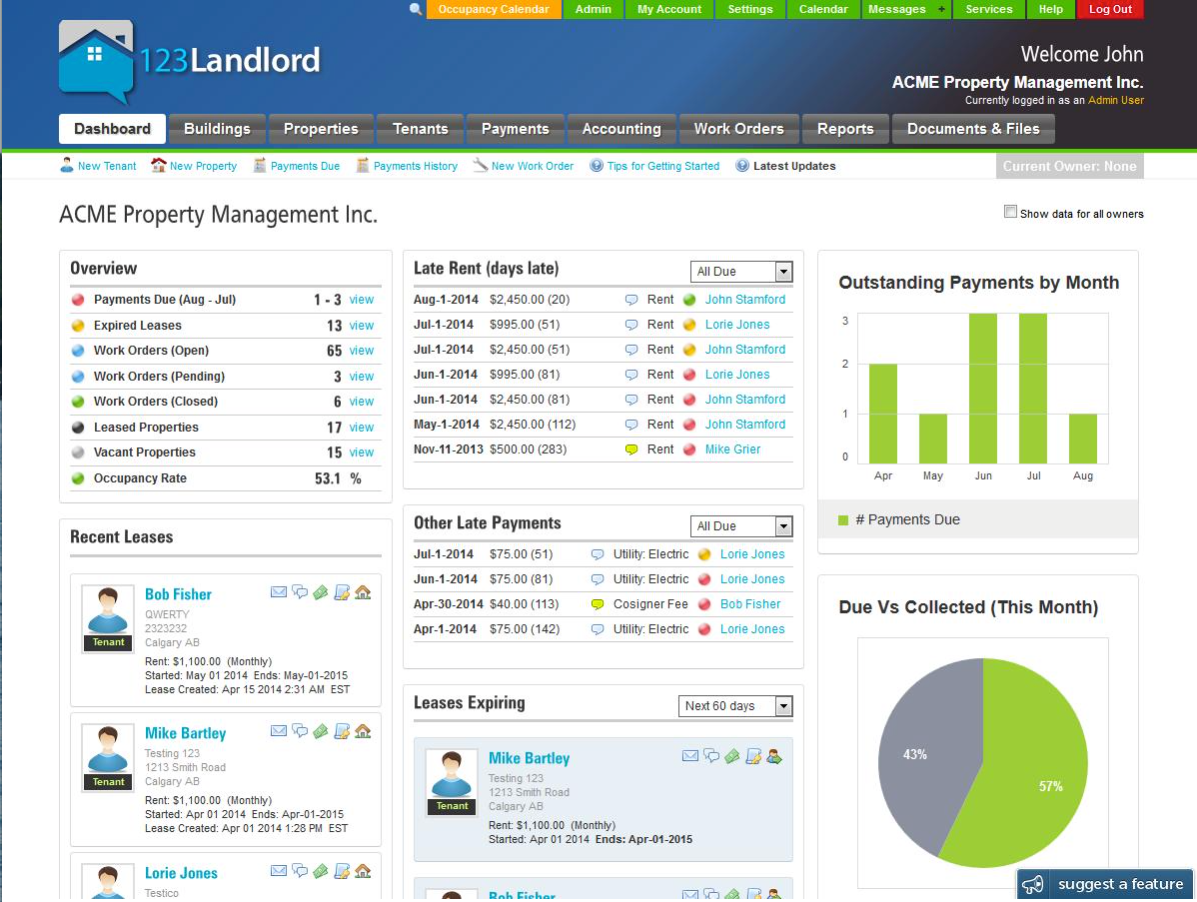 Occupancy Calendar Admin My Account Settings Calendar Messages + Services Help Log Out
123Landlord
Welcome John
ACME Property Management Inc.
Currently logged in as an Admin User
Dashboard Buildings Properties Tenants Payments Accounting Work Orders Reports Documents & Files
New Tenant New Property Payments Due Payments History New Work Order Tips for Getting Started Latest Updates Current Owner: None
ACME Property Management Inc.
Show data for all owners
Overview
Payments Due (Aug - Jul) 1 - 3 view
Expired Leases 13 view
Work Orders (Open) 65 view
Work Orders (Pending) 3 view
Work Orders (Closed) 6 view
Leased Properties 17 view
Vacant Properties 15 view
Occupancy Rate 53.1 %
Recent Leases
Bob Fisher
QWERTY
2323232
Calgary AB
Tenant
Rent: $1,100.00 (Monthly)
Started: May 01 2014 Ends: May-01-2015
Lease Created: Apr 15 2014 2:31 AM EST
Mike Bartley
Testing 123
1213 Smith Road
Calgary AB
Tenant
Rent: $1,100.00 (Monthly)
Started: Apr 01 2014 Ends: Apr-01-2015
Lease Created: Apr 01 2014 1:28 PM EST
Lorie Jones
Testico
Late Rent (days late) All Due
Aug-1-2014 $2,450.00 (20) Rent John Stamford
Jul-1-2014 $995.00 (51) Rent Lorie Jones
Jul-1-2014 $2,450.00 (51) Rent John Stamford
Jun-1-2014 $995.00 (81) Rent Lorie Jones
Jun-1-2014 $2,450.00 (81) Rent John Stamford
May-1-2014 $2,450.00 (112) Rent John Stamford
Nov-11-2013 $500.00 (283) Rent Mike Grier
Other Late Payments All Due
Jul-1-2014 $75.00 (51) Utility: Electric Lorie Jones
Jun-1-2014 $75.00 (81) Utility: Electric Lorie Jones
Apr-30-2014 $40.00 (113) Cosigner Fee Bob Fisher
Apr-1-2014 $75.00 (142) Utility: Electric Lorie Jones
Leases Expiring Next 60 days
Mike Bartley
Testing 123
1213 Smith Road
Calgary AB
Tenant
Rent: $1,100.00 (Monthly)
Started: Apr 01 2014 Ends: Apr-01-2015
Bob Fisher
Outstanding Payments by Month
3
2
1
0
Apr May Jun Jul Aug
# Payments Due
Due Vs Collected (This Month)
43%
57%
suggest a feature